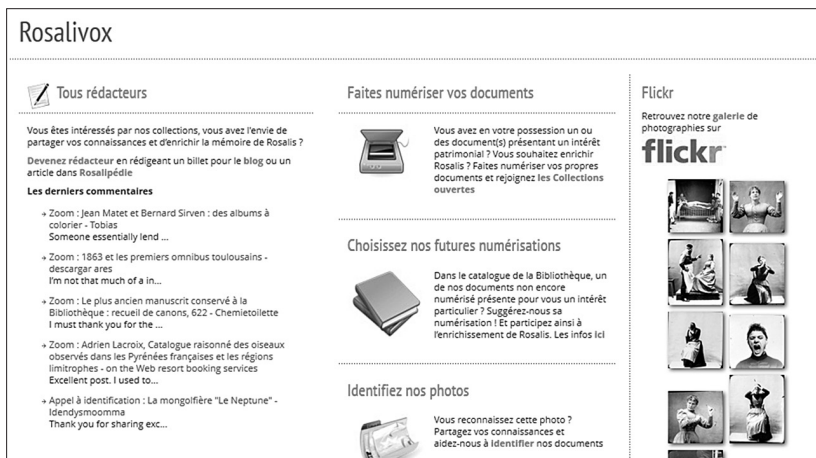 Rosalivox
Tous rédacteurs
Vous êtes intéressés par nos collections, vous avez l'envie de
partager vos connaissances et d'enrichir la mémoire de Rosalis ?
Devenez rédacteur en rédigeant un billet pour le blog ou un
article dans Rosalipédie
Les derniers commentaires
Zoom : Jean Matet et Bernard Sirven : des albums à
colorier - Tobias
Someone essentially lend ...
Zoom : 1863 et les premiers omnibus toulousains -
descargar ares
I'm not that much of a in...
Zoom : Le plus ancien manuscrit conservé à la
Bibliothèque : recueil de canons, 622 - Chemietoilette
I must thank you for the ...
Zoom : Adrien Lacroix, Catalogue raisonné des oiseaux
observés dans les Pyrénées françaises et les régions
limitrophes - on the Web resort booking services
Excellent post. I used to...
Appel à identification : La mongolfière "Le Neptune" -
Idendysmoomma
Thank you for sharing exc...
Faites numériser vos documents
Vous avez en votre possession un ou
des document(s) présentant un intérêt
patrimonial ? Vous souhaitez enrichir
Rosalis ? Faites numériser vos propres
documents et rejoignez les Collections
ouvertes
Choisissez nos futures numérisations
Dans le catalogue de la Bibliothèque, un
de nos documents non encore
numérisé présente pour vous un intérêt
particulier ? Suggérez-nous sa
numérisation ! Et participez ainsi à
l'enrichissement de Rosalis. Les infos ici
Identifiez nos photos
Vous reconnaissez cette photo ?
Partagez vos connaissances et
aidez-nous à identifier nos documents
Flickr
Retrouvez notre galerie de
photographies sur
flickr